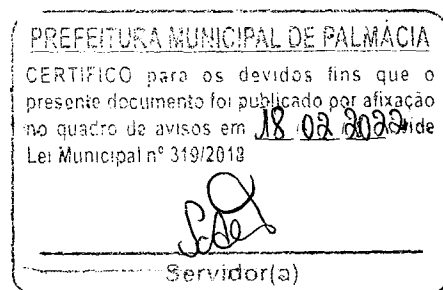 PREFEITURA MUNICIPAL DE PALMÁCIA
CERTIFICO para os devidos fins que o
presente documento foi publicado por afixação
no quadro de avisos em 18 02 2022 vide
Lei Municipal nº 319/2018
Servidor(a)